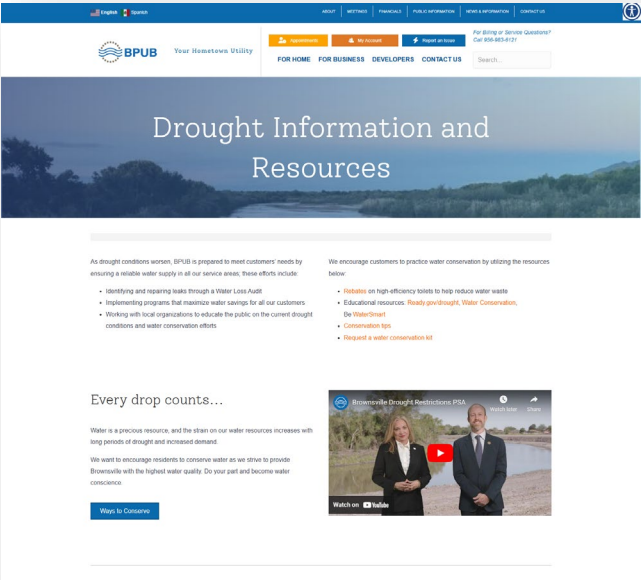 English Spanish
ABOUT MEETINGS FINANCIALS PUBLIC INFORMATION NEWS & INFORMATION CONTACT US
BPUB Your Hometown Utility
Appointments My Account Report an Issue
For Billing or Service Questions?
Call 956-983-6121
FOR HOME FOR BUSINESS DEVELOPERS CONTACT US
Search...
Drought Information and
Resources
As drought conditions worsen, BPUB is prepared to meet customers' needs by
ensuring a reliable water supply in all our service areas; these efforts include:
• Identifying and repairing leaks through a Water Loss Audit
• Implementing programs that maximize water savings for all our customers
• Working with local organizations to educate the public on the current drought
conditions and water conservation efforts
We encourage customers to practice water conservation by utilizing the resources
below:
• Rebates on high-efficiency toilets to help reduce water waste
• Educational resources: Ready.gov/drought, Water Conservation,
Be WaterSmart
• Conservation tips
• Request a water conservation kit
Every drop counts...
Water is a precious resource, and the strain on our water resources increases with
long periods of drought and increased demand.
We want to encourage residents to conserve water as we strive to provide
Brownsville with the highest water quality. Do your part and become water
conscience.
Ways to Conserve
Brownsville Drought Restrictions PSA
Watch later Share
Watch on YouTube